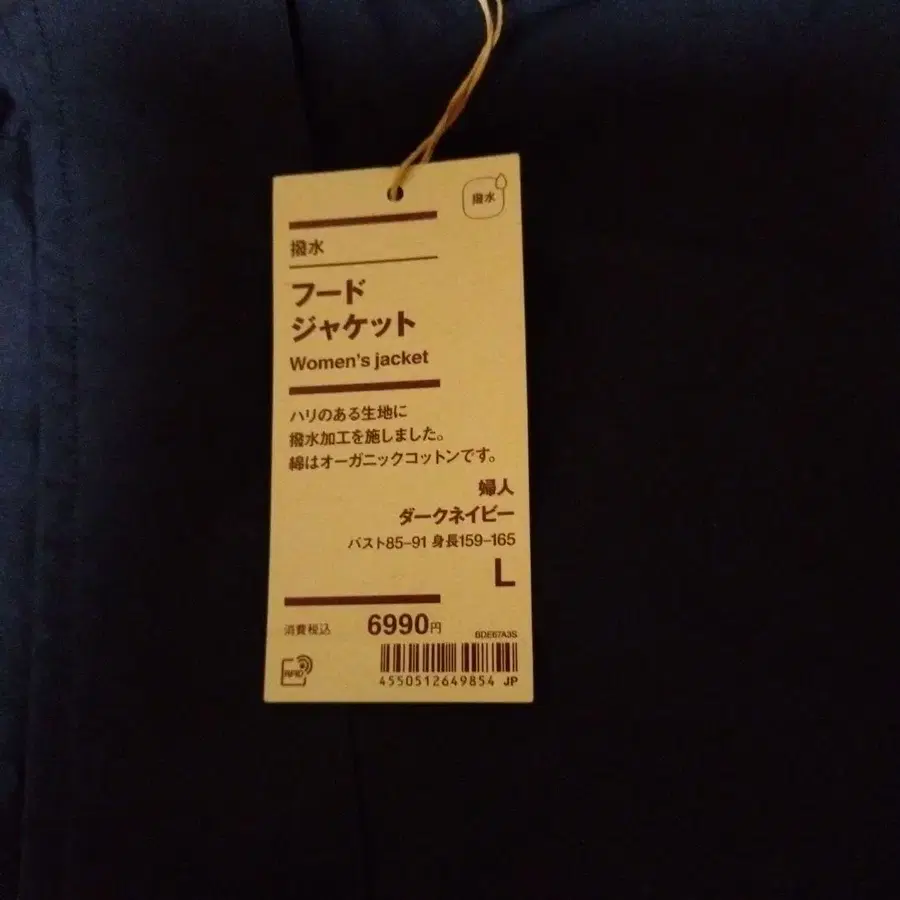 撥水
撥水
フード
ジャケット
Women's jacket
ハリのある生地に
撥水加工を施しました。
綿はオーガニックコットンです。
婦人
ダークネイビー
バスト85-91 身長159-165
L
消費税込 6990円
BDE67A3S
RFID
4550512649854 JP